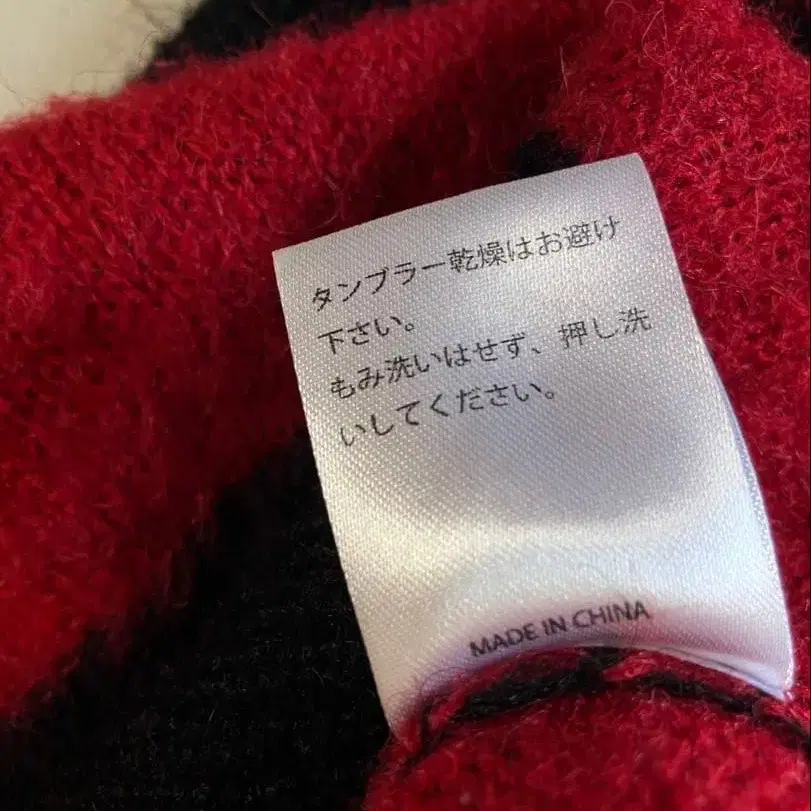 タンブラー乾燥はお避け
下さい。
もみ洗いはせず、押し洗
いしてください。
MADE IN CHINA